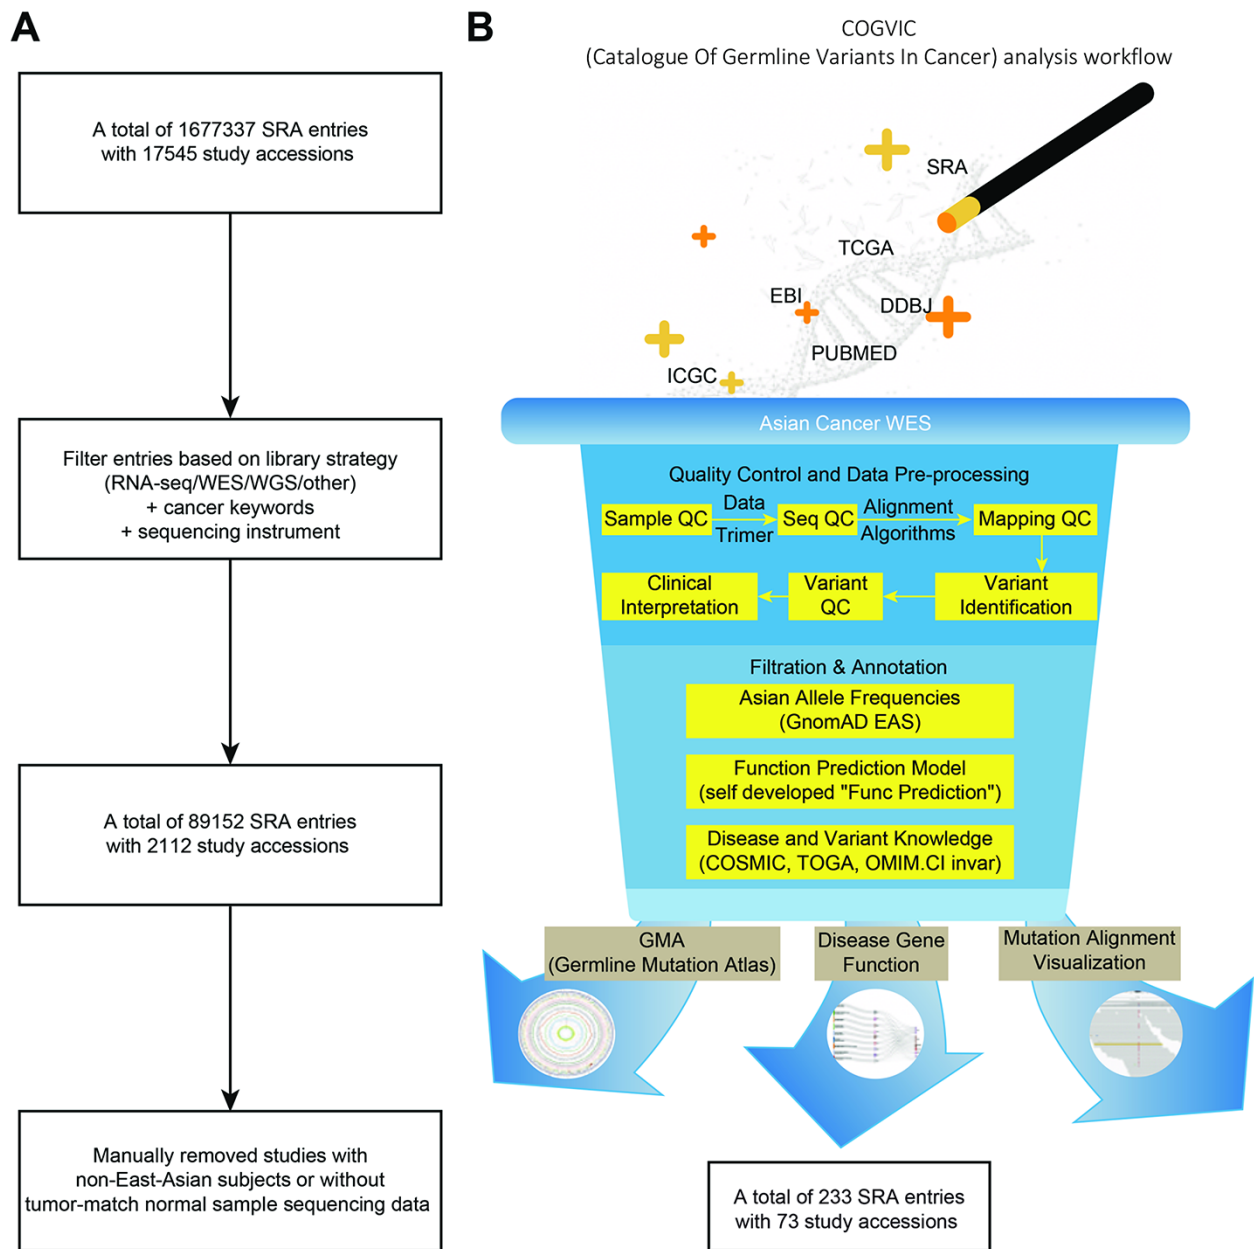 A
A total of 1677337 SRA entries
with 17545 study accessions
Filter entries based on library strategy
(RNA-seq/WES/WGS/other)
+ cancer keywords
+ sequencing instrument
A total of 89152 SRA entries
with 2112 study accessions
Manually removed studies with
non-East-Asian subjects or without
tumor-match normal sample sequencing data
B
COGVIC
(Catalogue Of Germline Variants In Cancer) analysis workflow
SRA
TCGA
EBI
DDBJ
PUBMED
ICGC
Asian Cancer WES
Quality Control and Data Pre-processing
Sample QC
Data
Trimer
Seq QC
Alignment
Algorithms
Mapping QC
Clinical
Interpretation
Variant
QC
Variant
Identification
Filtration & Annotation
Asian Allele Frequencies
(GnomAD EAS)
Function Prediction Model
(self developed "Func Prediction")
Disease and Variant Knowledge
(COSMIC, TOGA, OMIM.CI invar)
GMA
(Germline Mutation Atlas)
Disease Gene
Function
Mutation Alignment
Visualization
A total of 233 SRA entries
with 73 study accessions